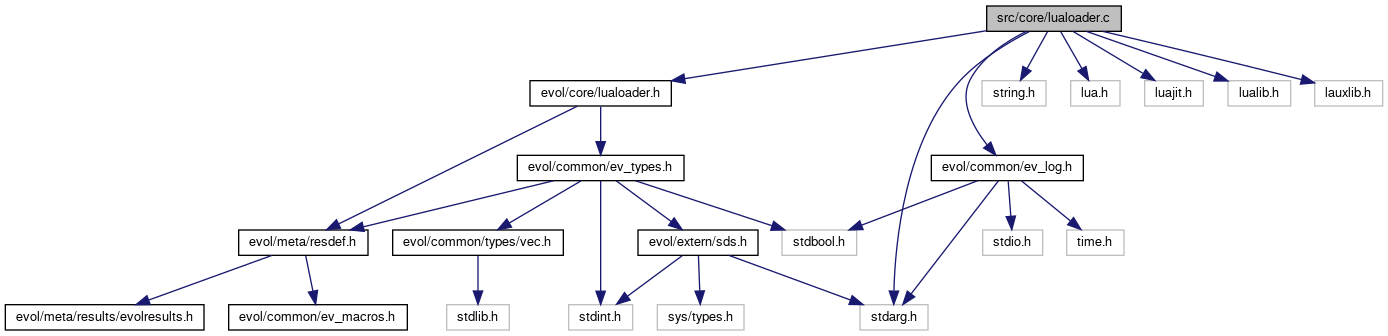 src/core/lualoader.c
evol/core/lualoader.h
string.h
lua.h
luajit.h
lualib.h
lauxlib.h
evol/common/ev_types.h
evol/common/ev_log.h
evol/meta/resdef.h
evol/common/types/vec.h
evol/extern/sds.h
stdbool.h
stdio.h
time.h
evol/meta/results/evolresults.h
evol/common/ev_macros.h
stdlib.h
stdint.h
sys/types.h
stdarg.h